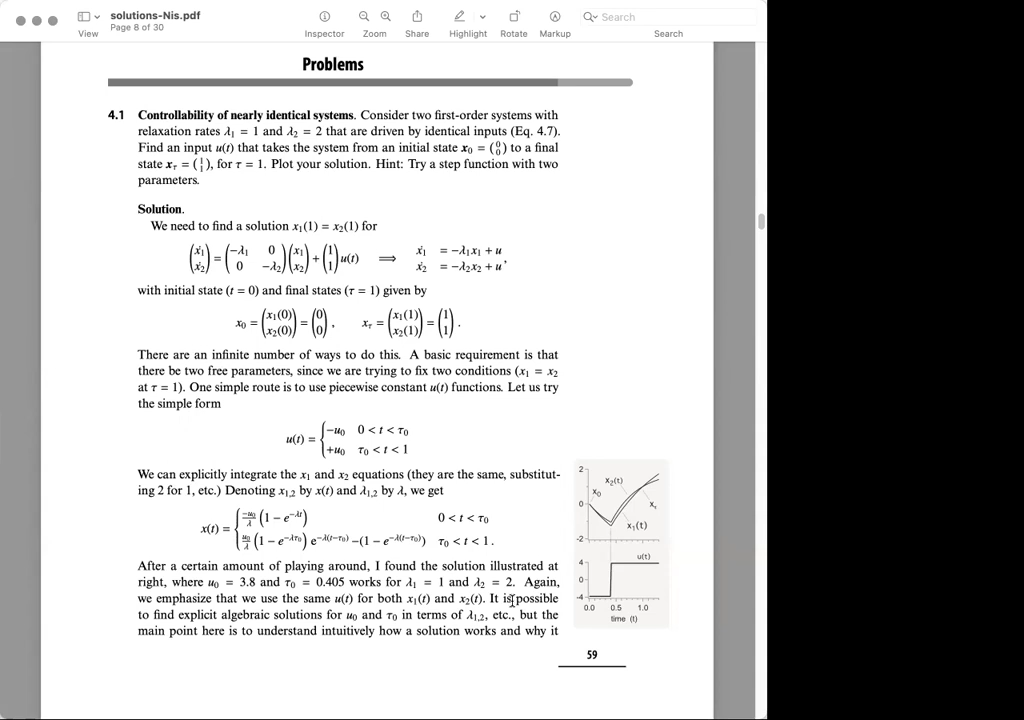 solutions-Nis.pdf
Page 8 of 30
View
Inspector
Zoom
Share
Highlight
Rotate
Markup
Search
Search
Problems
4.1 Controllability of nearly identical systems. Consider two first-order systems with
relaxation rates λ₁ = 1 and λ₂ = 2 that are driven by identical inputs (Eq. 4.7).
Find an input u(t) that takes the system from an initial state x₀ = (0 0) to a final
state x_τ = (1 1), for τ = 1. Plot your solution. Hint: Try a step function with two
parameters.
Solution.
We need to find a solution x₁(1) = x₂(1) for
(ẋ₁ ẋ₂) = (−λ₁ 0 0 −λ₂)(x₁ x₂) + (1 1)u(t) ⟹ ẋ₁ = −λ₁x₁ + u ẋ₂ = −λ₂x₂ + u ,
with initial state (t = 0) and final states (τ = 1) given by
x₀ = (x₁(0) x₂(0)) = (0 0) , x_τ = (x₁(1) x₂(1)) = (1 1) .
There are an infinite number of ways to do this. A basic requirement is that
there be two free parameters, since we are trying to fix two conditions (x₁ = x₂
at τ = 1). One simple route is to use piecewise constant u(t) functions. Let us try
the simple form
u(t) = { −u₀ 0 < t < τ₀
+u₀ τ₀ < t < 1
We can explicitly integrate the x₁ and x₂ equations (they are the same, substitut-
ing 2 for 1, etc.) Denoting x₁,₂ by x(t) and λ₁,₂ by λ, we get
x(t) = { −u₀/λ (1 − e^{−λt}) 0 < t < τ₀
u₀/λ (1 − e^{−λτ₀}) e^{−λ(t−τ₀)} −(1 − e^{−λ(t−τ₀)}) τ₀ < t < 1 .
After a certain amount of playing around, I found the solution illustrated at
right, where u₀ = 3.8 and τ₀ = 0.405 works for λ₁ = 1 and λ₂ = 2. Again,
we emphasize that we use the same u(t) for both x₁(t) and x₂(t). It is possible
to find explicit algebraic solutions for u₀ and τ₀ in terms of λ₁,₂, etc., but the
main point here is to understand intuitively how a solution works and why it
2
0
-2
x₂(t)
x₀
x_τ
x₁(t)
4
0
-4
u(t)
0.0 0.5 1.0
time (t)
59